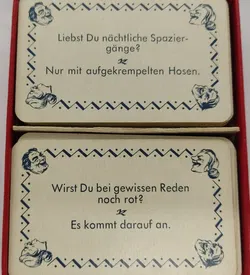 Liebst Du nächtliche Spazier-
gänge?
Nur mit aufgekrempelten Hosen.
Wirst Du bei gewissen Reden
noch rot?
Es kommt darauf an.